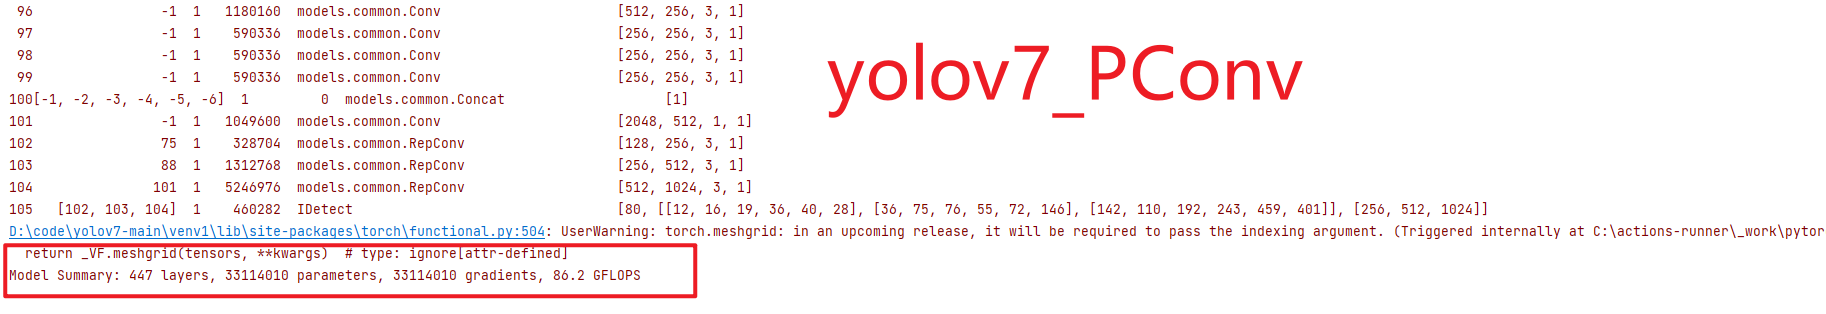 96 -1 1 1180160 models.common.Conv [512, 256, 3, 1]
97 -1 1 590336 models.common.Conv [256, 256, 3, 1]
98 -1 1 590336 models.common.Conv [256, 256, 3, 1]
99 -1 1 590336 models.common.Conv [256, 256, 3, 1]
yolov7_PConv
100[-1, -2, -3, -4, -5, -6] 1 0 models.common.Concat [1]
101 -1 1 1049600 models.common.Conv [2048, 512, 1, 1]
102 75 1 328704 models.common.RepConv [128, 256, 3, 1]
103 88 1 1312768 models.common.RepConv [256, 512, 3, 1]
104 101 1 5246976 models.common.RepConv [512, 1024, 3, 1]
105 [102, 103, 104] 1 460282 IDetect [80, [[12, 16, 19, 36, 40, 28], [36, 75, 76, 55, 72, 146], [142, 110, 192, 243, 459, 401]], [256, 512, 1024]]
D:\code\yolov7-main\venv1\lib\site-packages\torch\functional.py:504: UserWarning: torch.meshgrid: in an upcoming release, it will be required to pass the indexing argument. (Triggered internally at C:\actions-runner\_work\pytor
return _VF.meshgrid(tensors, **kwargs) # type: ignore[attr-defined]
Model Summary: 447 layers, 33114010 parameters, 33114010 gradients, 86.2 GFLOPS